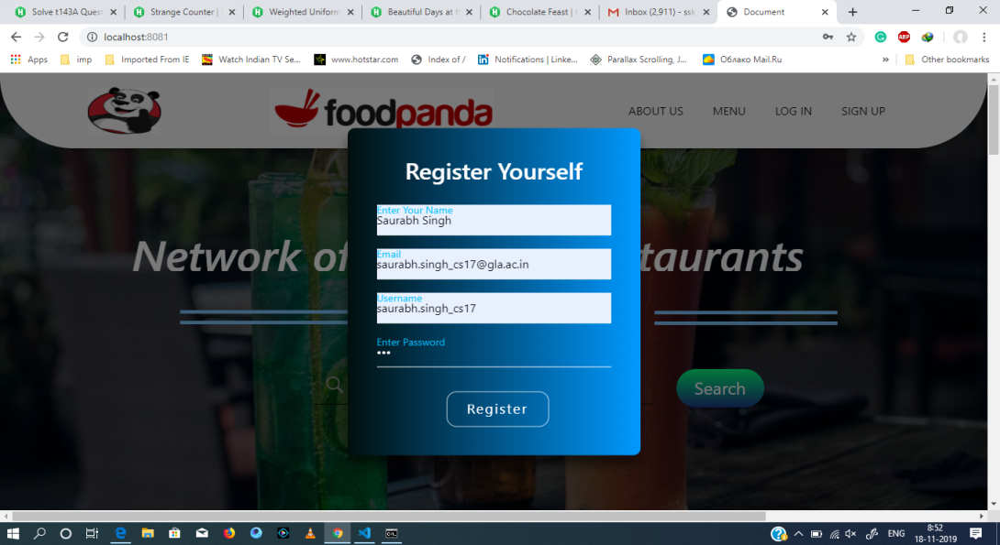 Solve t143A Quest
Strange Counter |
Weighted Uniform
Beautiful Days at t
Chocolate Feast | t
Inbox (2,911) - ssk
Document
localhost:8081
Apps
imp
Imported From IE
Watch Indian TV Se...
www.hotstar.com
Index of /
Notifications | Linke...
Parallax Scrolling, J...
Облако Mail.Ru
»
Other bookmarks
foodpanda
ABOUT US
MENU
LOG IN
SIGN UP
Register Yourself
Enter Your Name
Saurabh Singh
Network of
taurants
Email
saurabh.singh_cs17@gla.ac.in
Username
saurabh.singh_cs17
Enter Password
•••
Search
Register
ENG
8:52
18-11-2019